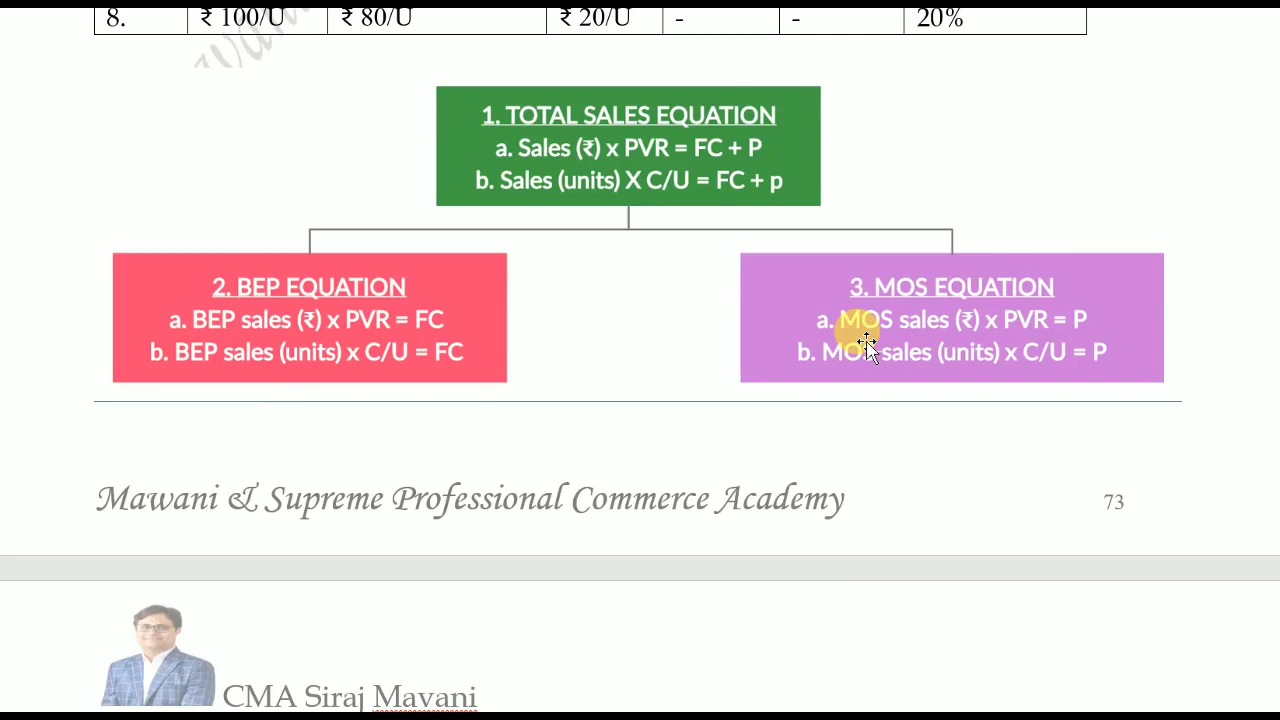 8. ₹ 100/U ₹ 80/U ₹ 20/U - - 20%
1. TOTAL SALES EQUATION
a. Sales (₹) x PVR = FC + P
b. Sales (units) X C/U = FC + p
2. BEP EQUATION
a. BEP sales (₹) x PVR = FC
b. BEP sales (units) x C/U = FC
3. MOS EQUATION
a. MOS sales (₹) x PVR = P
b. MOS sales (units) x C/U = P
Mawani & Supreme Professional Commerce Academy 73
CMA Siraj Mavani